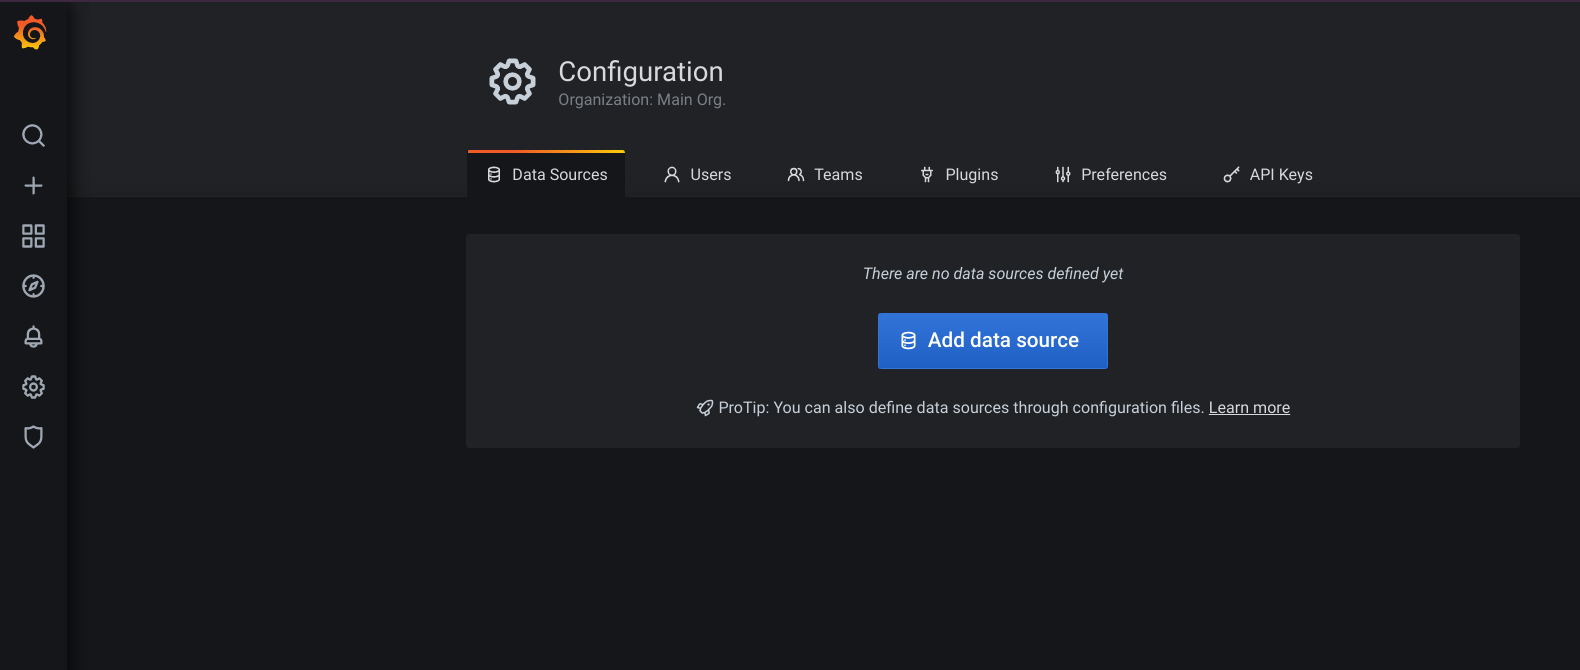 Configuration
Organization: Main Org.
Data Sources
Users
Teams
Plugins
Preferences
API Keys
There are no data sources defined yet
Add data source
ProTip: You can also define data sources through configuration files. Learn more